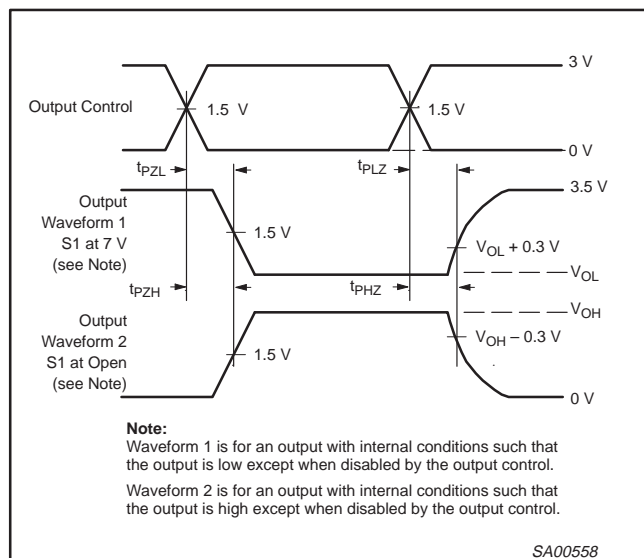 3 V
Output Control
1.5 V
1.5 V
0 V
tPZL
tPLZ
Output
Waveform 1
S1 at 7 V
(see Note)
3.5 V
1.5 V
VOL + 0.3 V
VOL
tPZH
tPHZ
VOH
Output
Waveform 2
S1 at Open
(see Note)
VOH – 0.3 V
1.5 V
0 V
Note:
Waveform 1 is for an output with internal conditions such that
the output is low except when disabled by the output control.
Waveform 2 is for an output with internal conditions such that
the output is high except when disabled by the output control.
SA00558